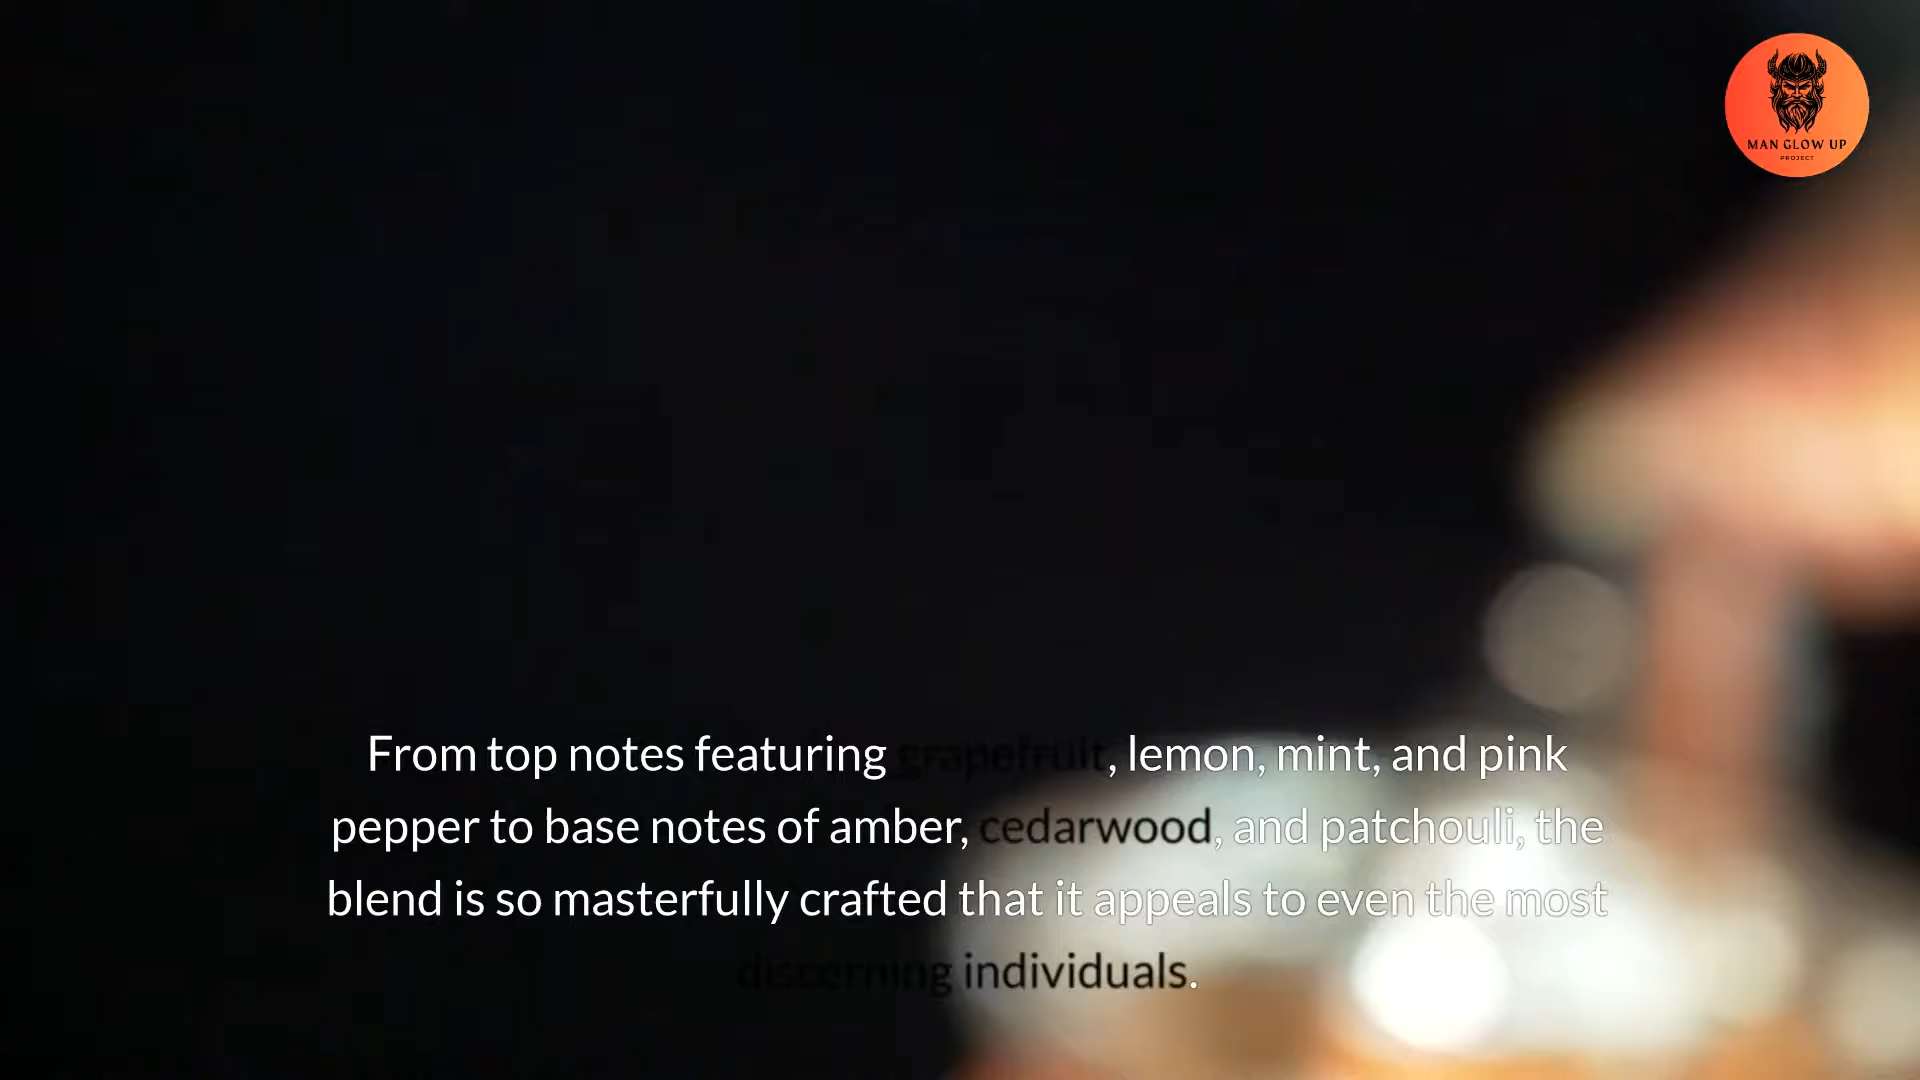 MAN GLOW UP
PROJECT
From top notes featuring grapefruit, lemon, mint, and pink
pepper to base notes of amber, cedarwood, and patchouli, the
blend is so masterfully crafted that it appeals to even the most
discerning individuals.